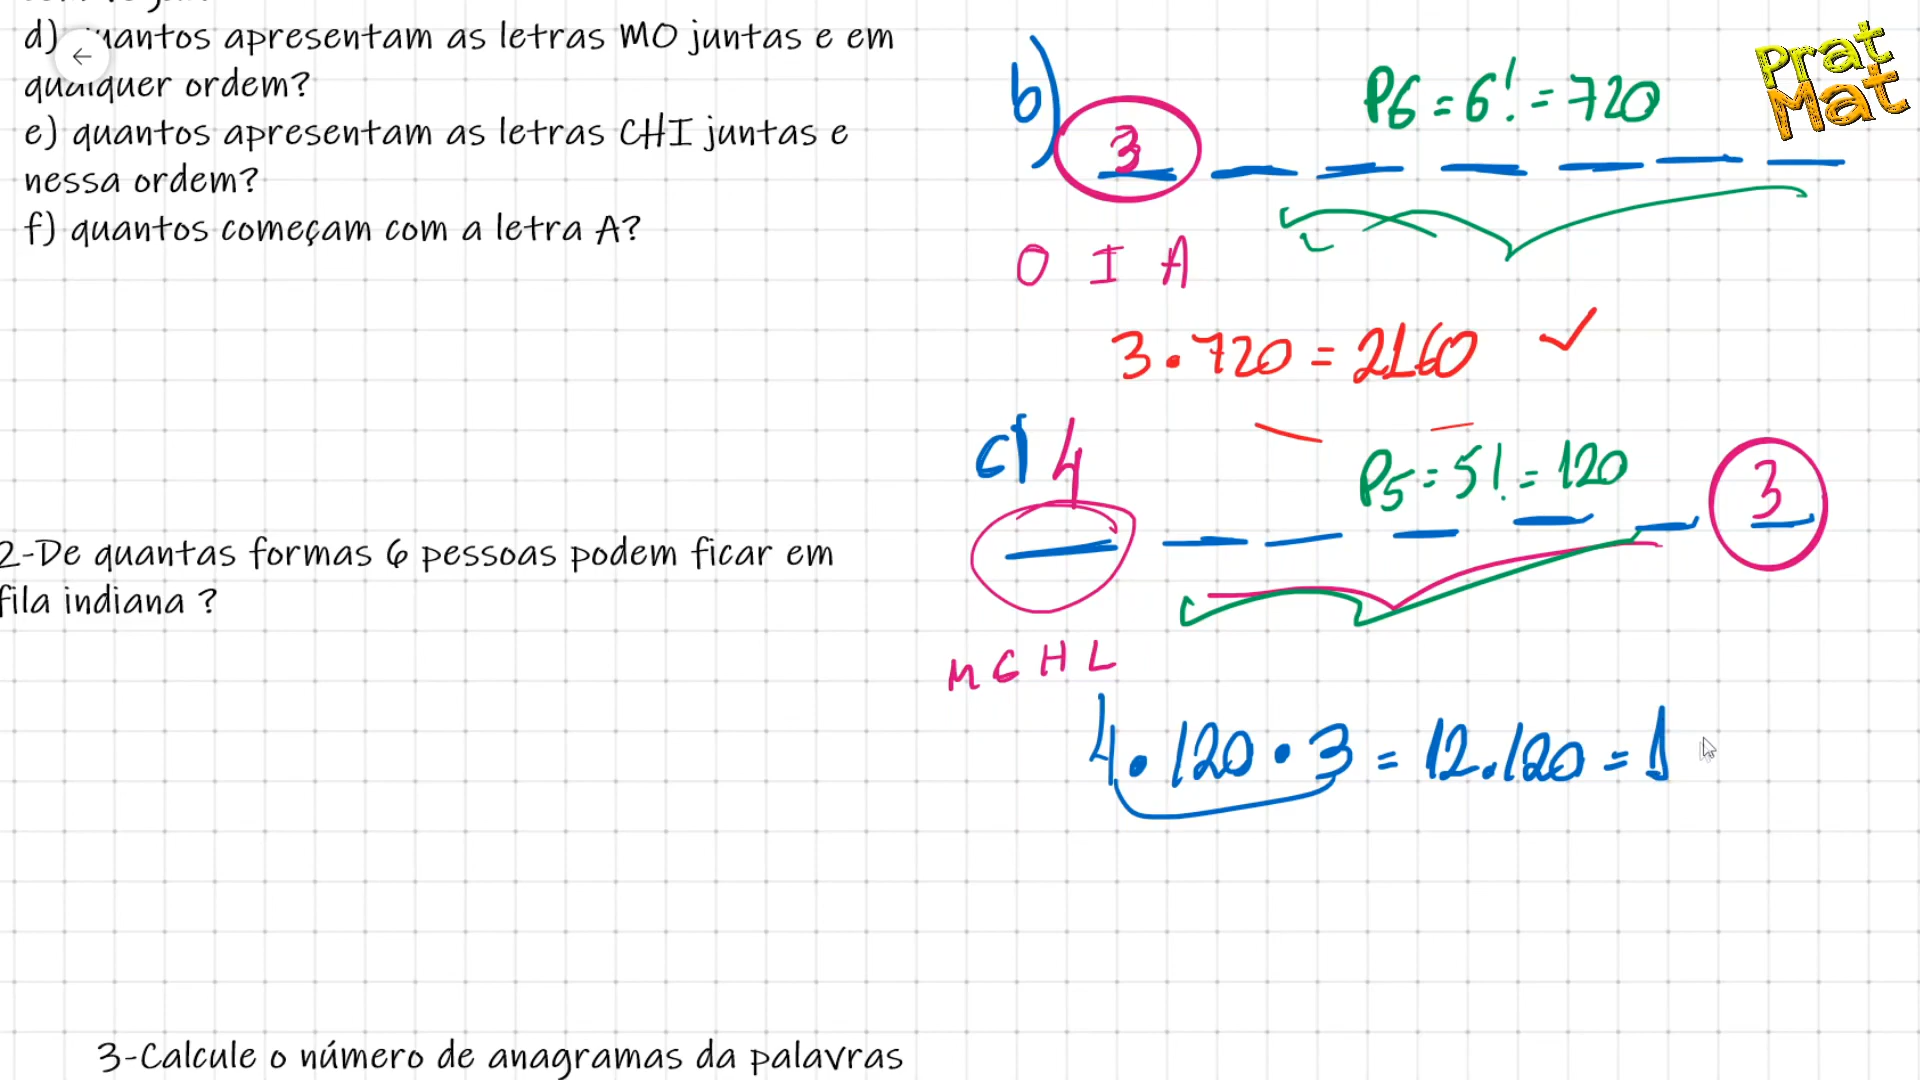 d) quantos apresentam as letras MO juntas e em
qualquer ordem?
e) quantos apresentam as letras CHI juntas e
nessa ordem?
f) quantos começam com a letra A?
2-De quantas formas 6 pessoas podem ficar em
fila indiana ?
3-Calcule o número de anagramas da palavras
Prat
Mat
b)
P6 = 6! = 720
3
O I A
3 . 720 = 2160
c) 4
P5 = 5! = 120
3
M C H L
4 . 120 . 3 = 12 . 120 = 1